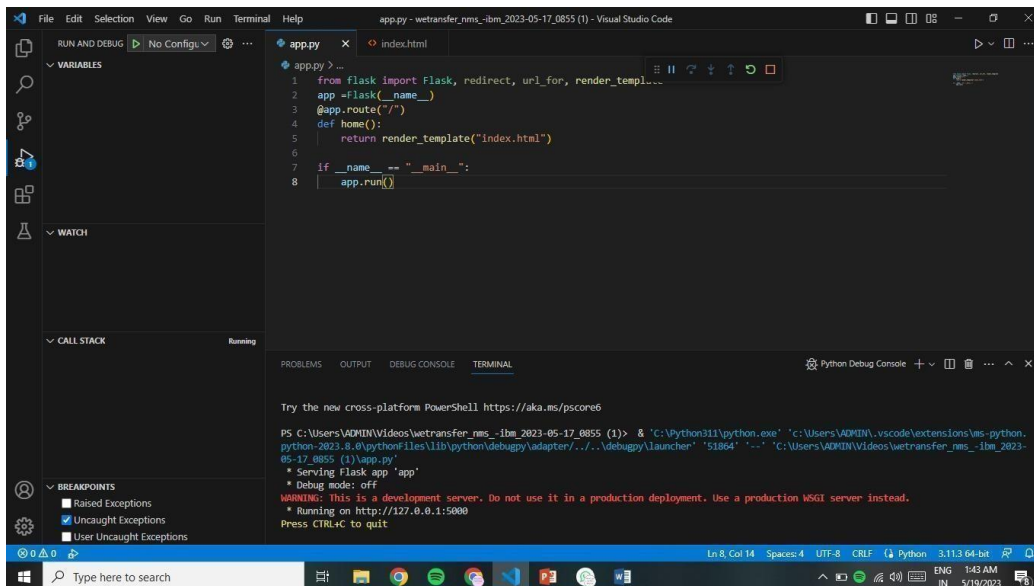 File Edit Selection View Go Run Terminal Help
app.py - wetransfer_nms_-ibm_2023-05-17_0855 (1) - Visual Studio Code
RUN AND DEBUG No Configu
app.py
index.html
VARIABLES
app.py > ...
1 from flask import Flask, redirect, url_for, render_template
2 app =Flask(__name__)
3 @app.route("/")
4 def home():
5 return render_template("index.html")
6
7 if __name__ == "__main__":
8 app.run()
WATCH
CALL STACK Running
PROBLEMS OUTPUT DEBUG CONSOLE TERMINAL
Python Debug Console
Try the new cross-platform PowerShell https://aka.ms/pscore6
PS C:\Users\ADMIN\Videos\wetransfer_nms_-ibm_2023-05-17_0855 (1)> & 'C:\Python311\python.exe' 'c:\Users\ADMIN\.vscode\extensions\ms-python.
python-2023.8.0\pythonFiles\lib\python\debugpy\adapter/../..\debugpy\launcher' '51864' '--' 'C:\Users\ADMIN\Videos\wetransfer_nms_-ibm_2023-
05-17_0855 (1)\app.py'
* Serving Flask app 'app'
* Debug mode: off
WARNING: This is a development server. Do not use it in a production deployment. Use a production WSGI server instead.
* Running on http://127.0.0.1:5000
Press CTRL+C to quit
BREAKPOINTS
Raised Exceptions
Uncaught Exceptions
User Uncaught Exceptions
0 0
Ln 8, Col 14 Spaces: 4 UTF-8 CRLF Python 3.11.3 64-bit
Type here to search
ENG 1:43 AM
IN 5/19/2023